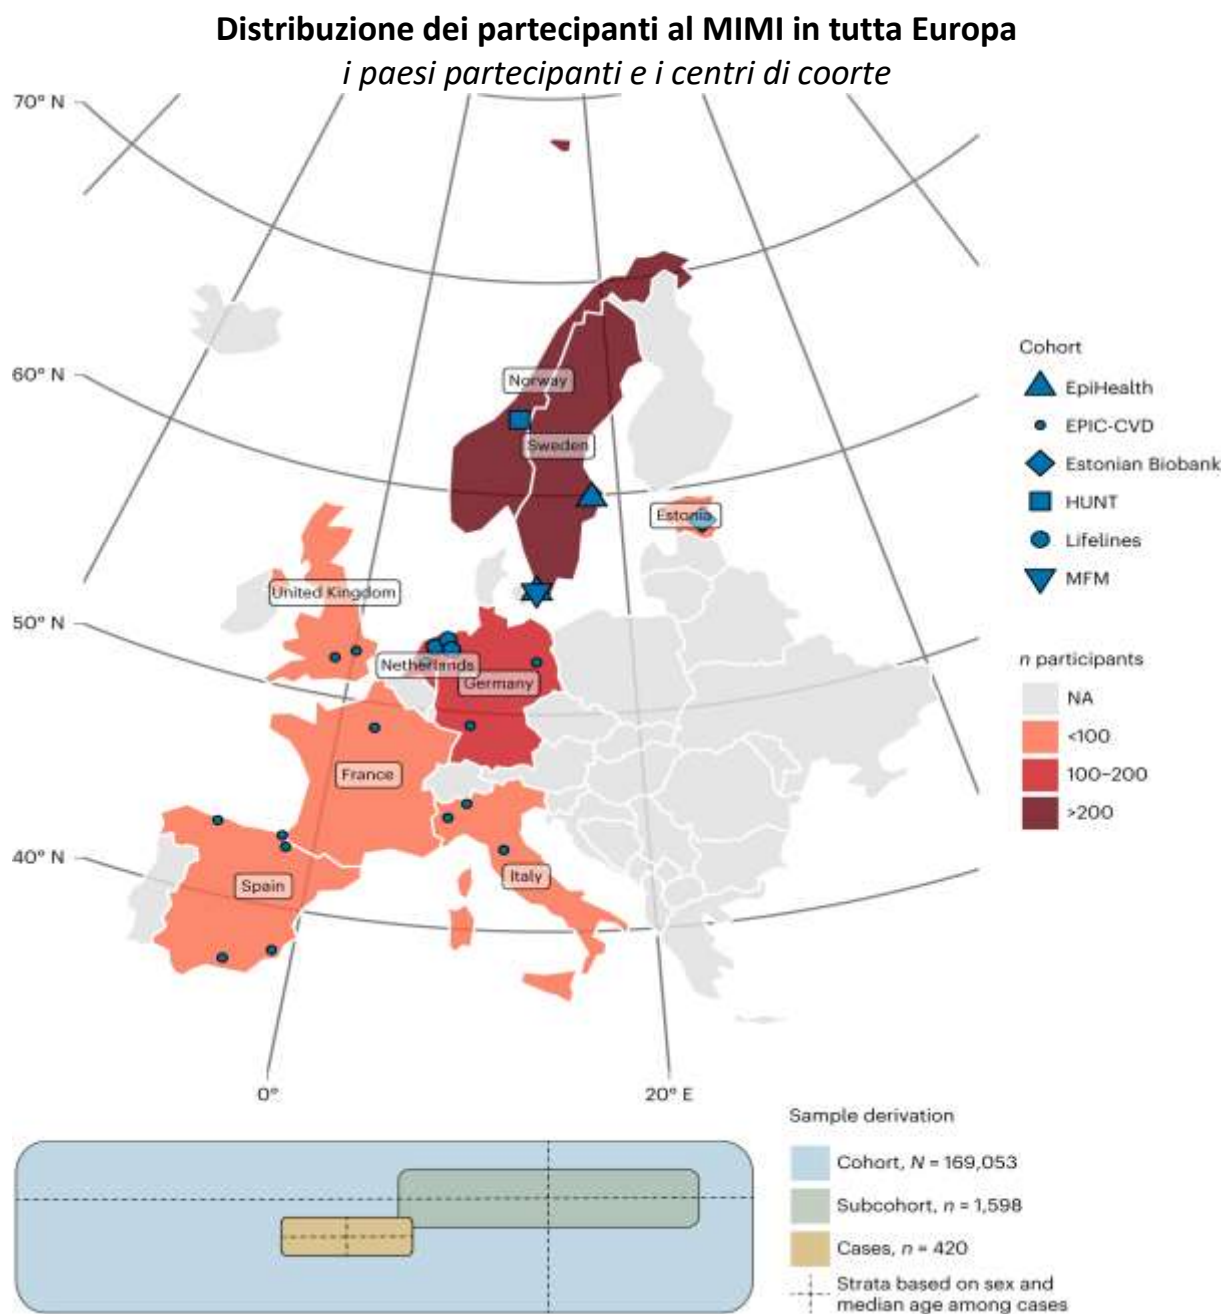 Distribuzione dei partecipanti al MIMI in tutta Europa
i paesi partecipanti e i centri di coorte
70° N
60° N
50° N
40° N
0°
20° E
Norway
Sweden
Estonia
United Kingdom
Netherlands
Germany
France
Spain
Italy
Cohort
EpiHealth
EPIC-CVD
Estonian Biobank
HUNT
Lifelines
MFM
n participants
NA
<100
100–200
>200
Sample derivation
Cohort, N = 169,053
Subcohort, n = 1,598
Cases, n = 420
Strata based on sex and
median age among cases